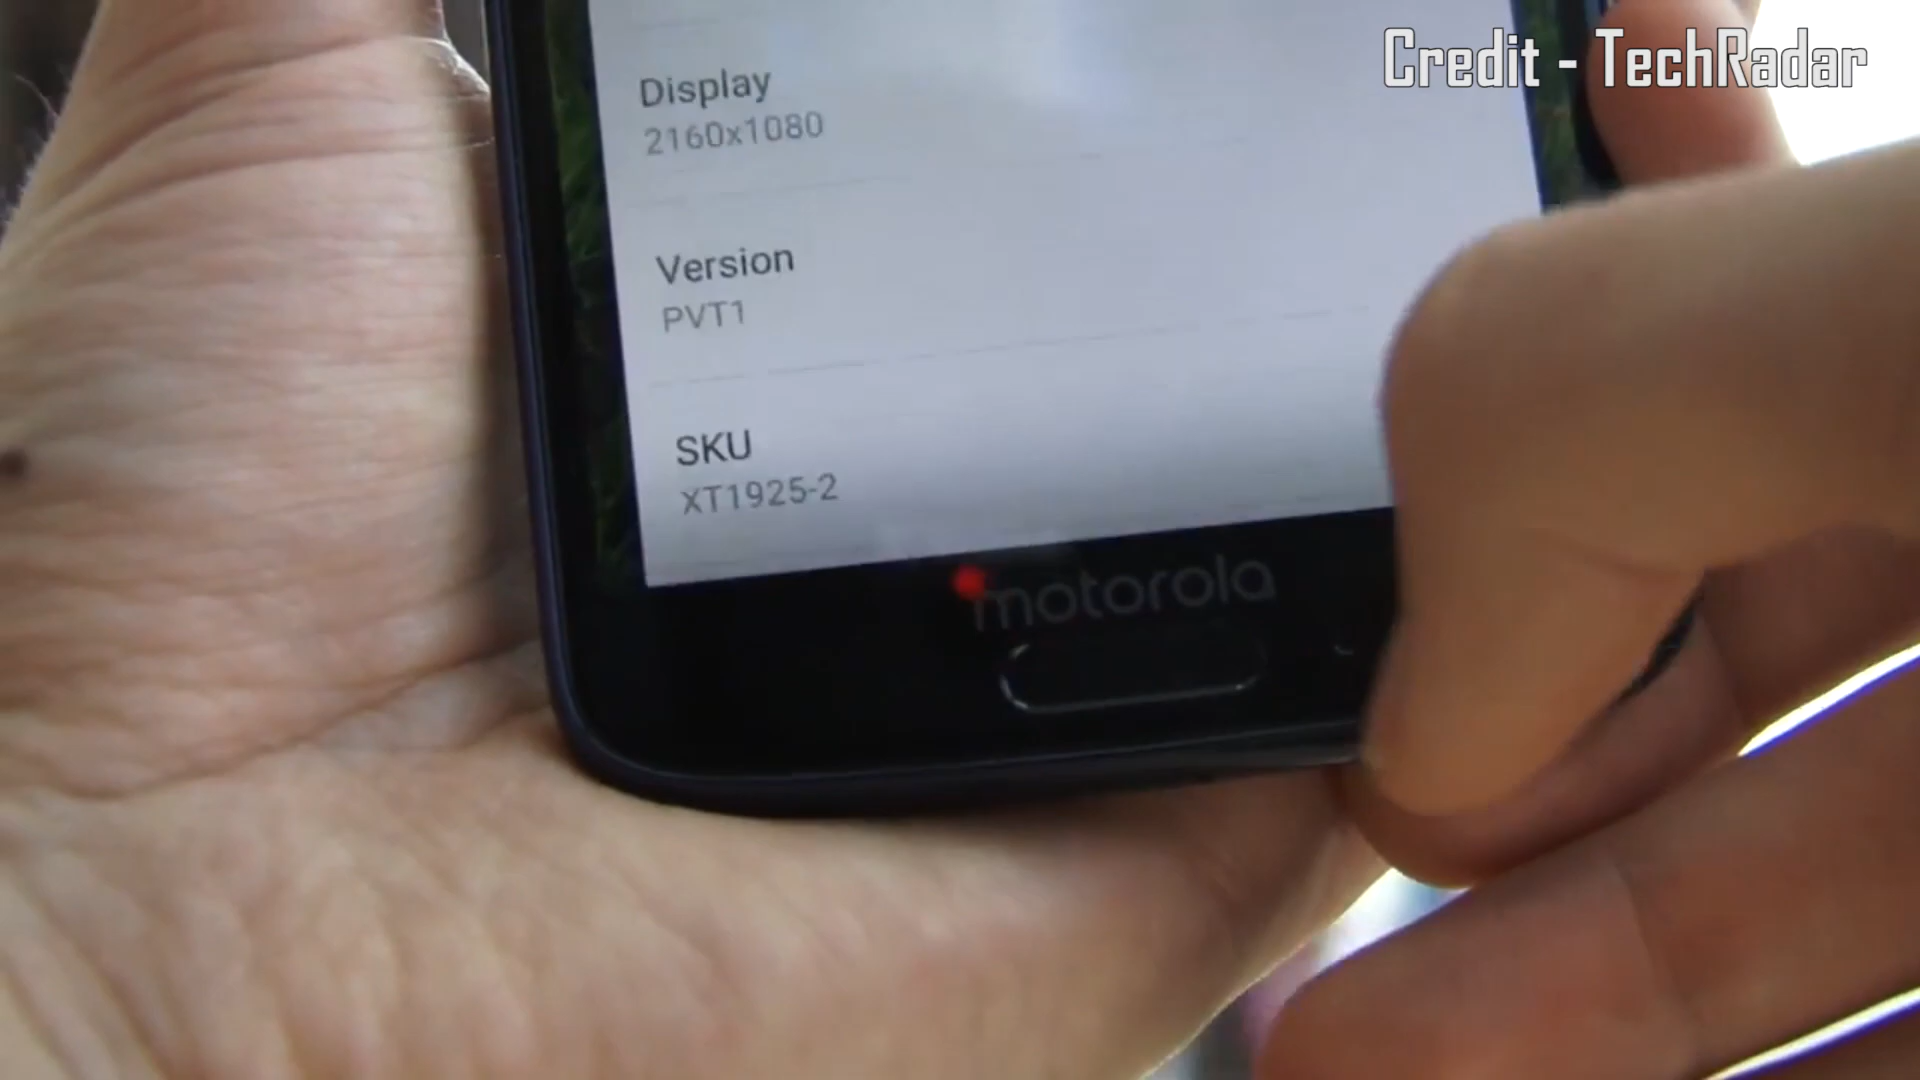 Credit - TechRadar
Display
2160x1080
Version
PVT1
SKU
XT1925-2
motorola